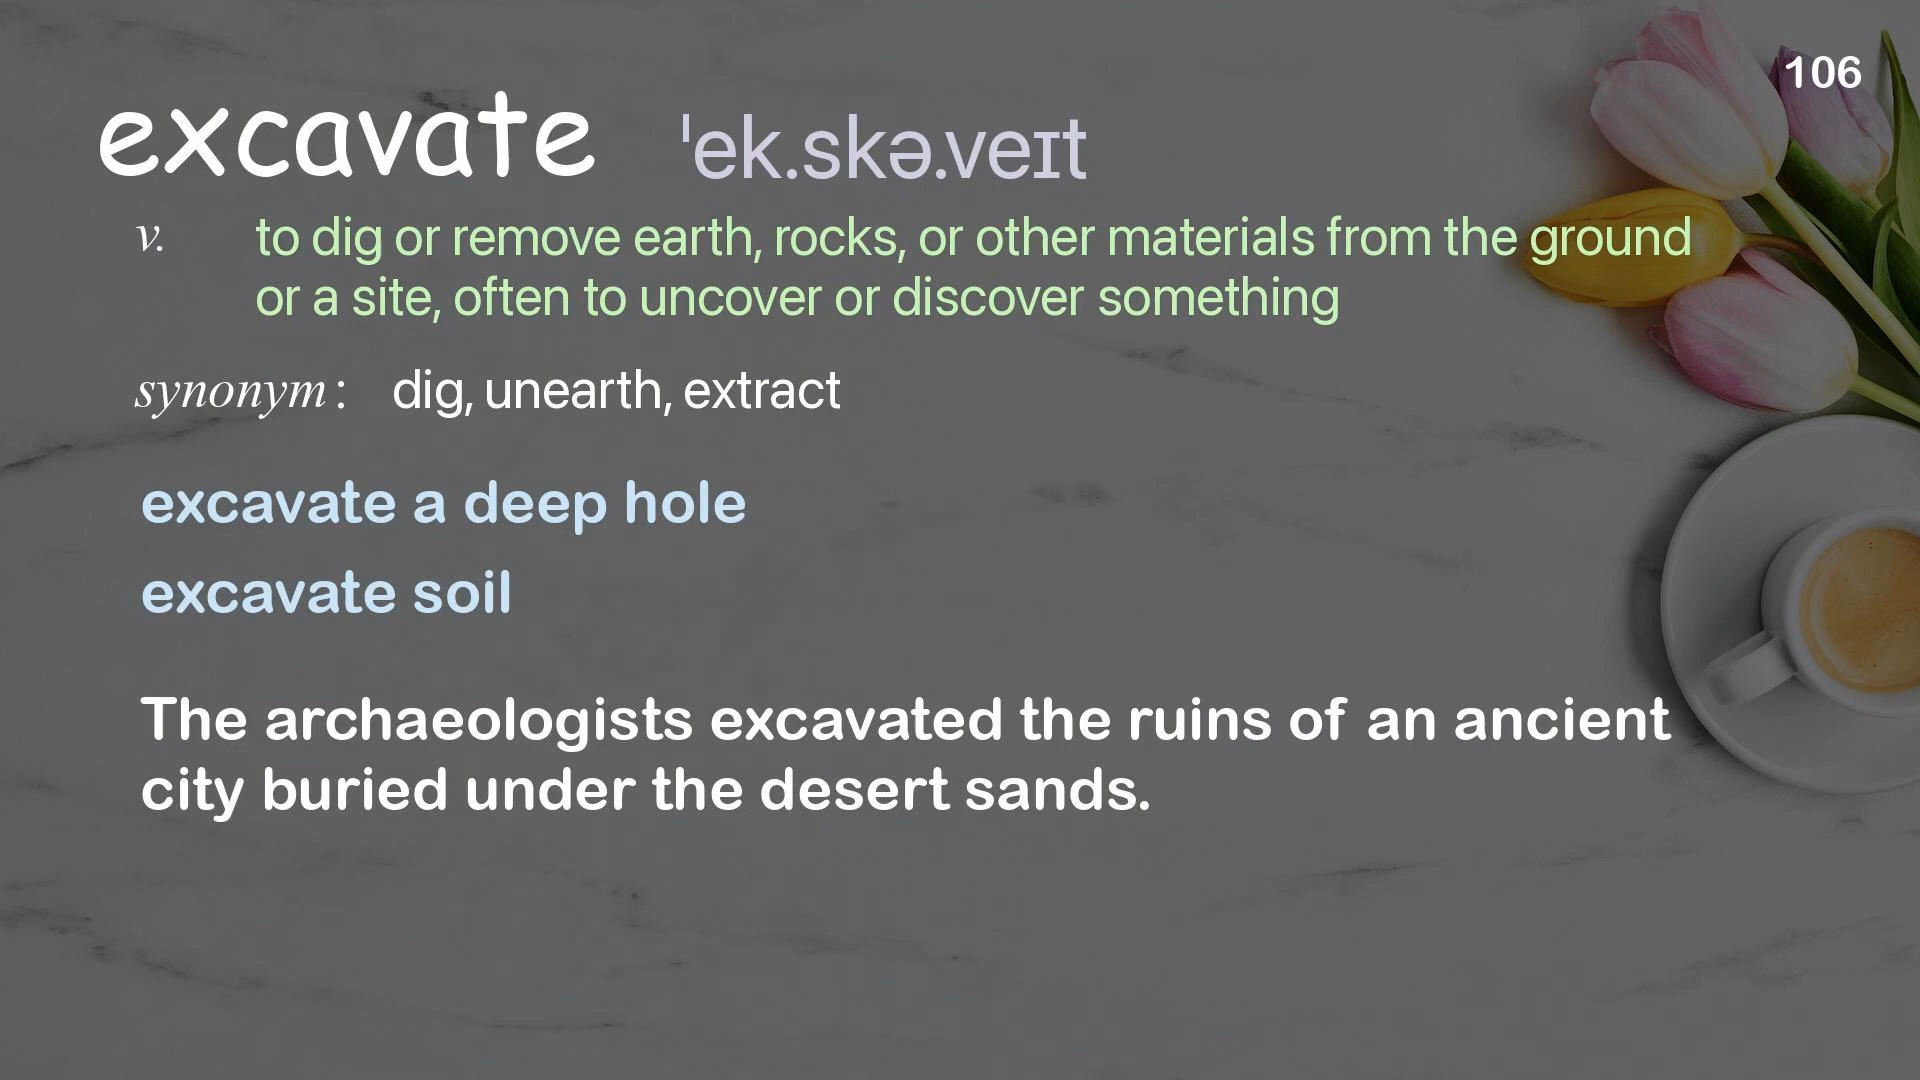 106
excavate ˈek.skə.veɪt
v. to dig or remove earth, rocks, or other materials from the ground
or a site, often to uncover or discover something
synonym: dig, unearth, extract
excavate a deep hole
excavate soil
The archaeologists excavated the ruins of an ancient
city buried under the desert sands.